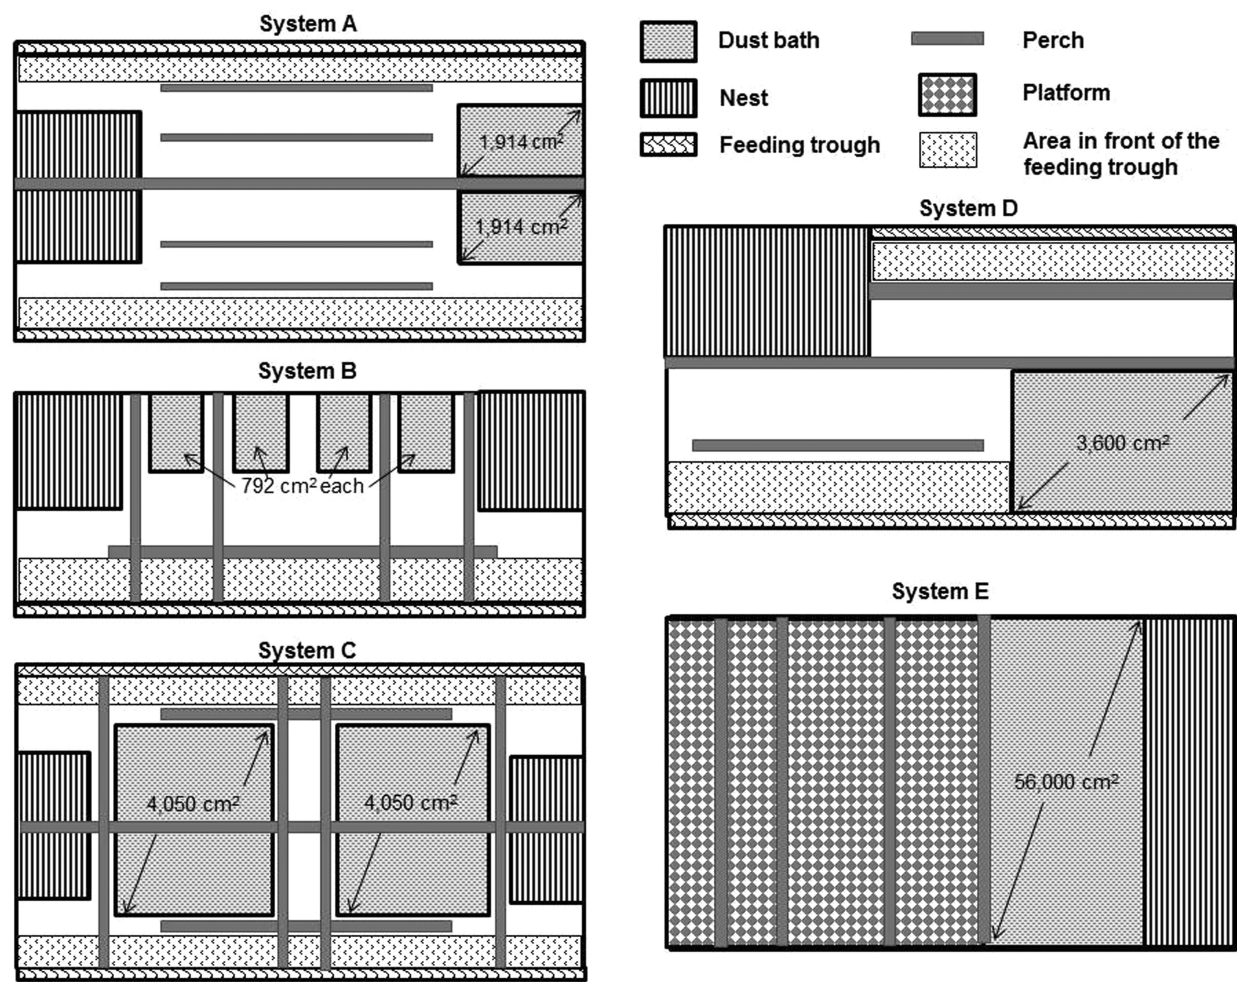 System A
1,914 cm²
1,914 cm²
System B
792 cm² each
System C
4,050 cm²
4,050 cm²
Dust bath
Perch
Nest
Platform
Feeding trough
Area in front of the
feeding trough
System D
3,600 cm²
System E
56,000 cm²